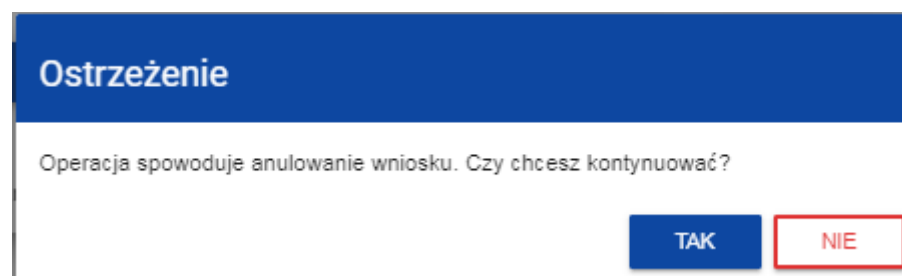 Ostrzeżenie
Operacja spowoduje anulowanie wniosku. Czy chcesz kontynuować?
TAK NIE